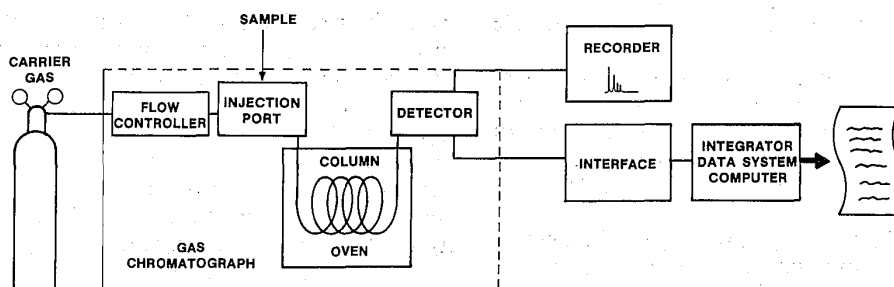 SAMPLE
CARRIER
GAS
FLOW
CONTROLLER
INJECTION
PORT
DETECTOR
RECORDER
COLUMN
OVEN
INTERFACE
INTEGRATOR
DATA SYSTEM
COMPUTER
GAS
CHROMATOGRAPH